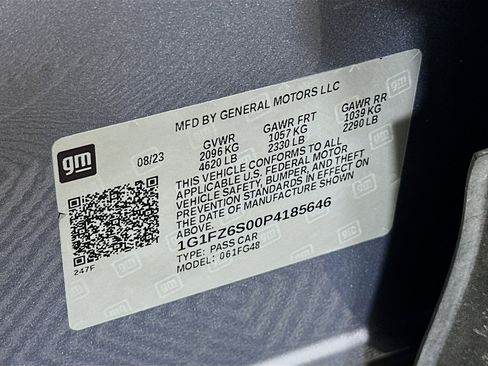 MFD BY GENERAL MOTORS LLC
gm
08/23
GVWR GAWR FRT GAWR RR
2096 KG 1057 KG 1039 KG
4620 LB 2330 LB 2290 LB
THIS VEHICLE CONFORMS TO ALL
APPLICABLE U.S. FEDERAL MOTOR
VEHICLE SAFETY, BUMPER, AND THEFT
PREVENTION STANDARDS IN EFFECT ON
THE DATE OF MANUFACTURE SHOWN
ABOVE.
1G1FZ6S00P4185646
TYPE: PASS CAR
MODEL: 061FG48
247F